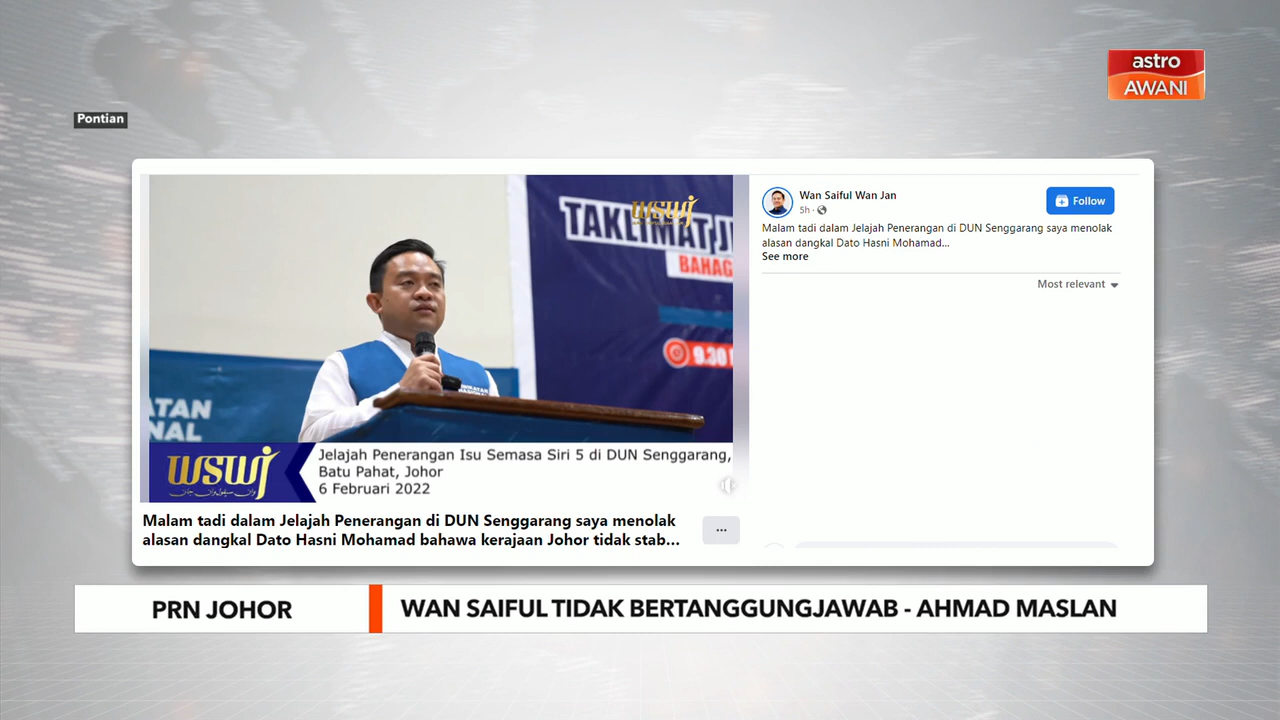 astro
AWANI
Pontian
wswj
TAKLIMAT
BAHAG
9.30
ATAN
NAL
wswj
Jelajah Penerangan Isu Semasa Siri 5 di DUN Senggarang,
Batu Pahat, Johor
6 Februari 2022
Malam tadi dalam Jelajah Penerangan di DUN Senggarang saya menolak
alasan dangkal Dato Hasni Mohamad bahawa kerajaan Johor tidak stab...
...
Wan Saiful Wan Jan
5h ·
Follow
Malam tadi dalam Jelajah Penerangan di DUN Senggarang saya menolak
alasan dangkal Dato Hasni Mohamad...
See more
Most relevant
PRN JOHOR
WAN SAIFUL TIDAK BERTANGGUNGJAWAB - AHMAD MASLAN